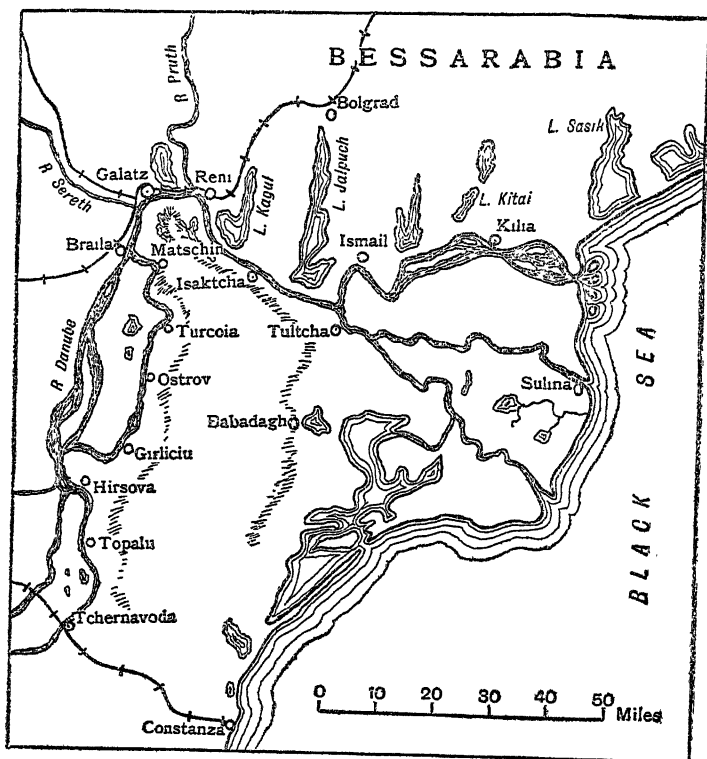 BESSARABIA
R Pruth
Bolgrad
L. Sasik
R Sereth
Galatz
Reni
L. Kagul
L. Jalpuch
L. Kitai
Kilia
Braila
Matschin
Ismail
Isaktcha
R Danube
Turcoia
Tultcha
Ostrov
Sulina
Babadagh
Girliciu
Hirsova
Topalu
BLACK SEA
Tchernavoda
Constanza
0 10 20 30 40 50
Miles